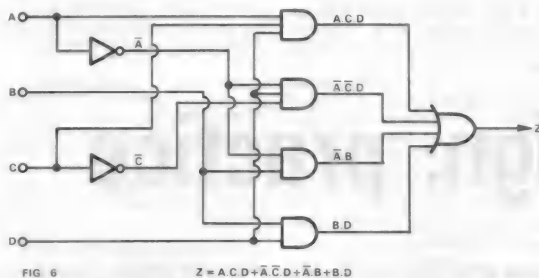 A
A.C.D
A̅
Z
B
A̅.C̅.D
C
C̅
A̅.B
B.D
D
FIG 6
Z = A.C.D + A̅.C̅.D + A̅.B + B.D